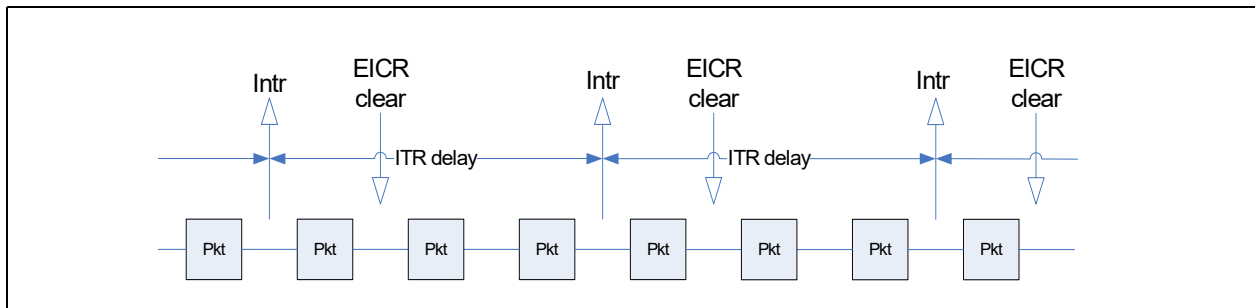 Intr
EICR
clear
Intr
EICR
clear
Intr
EICR
clear
ITR delay
ITR delay
Pkt
Pkt
Pkt
Pkt
Pkt
Pkt
Pkt
Pkt